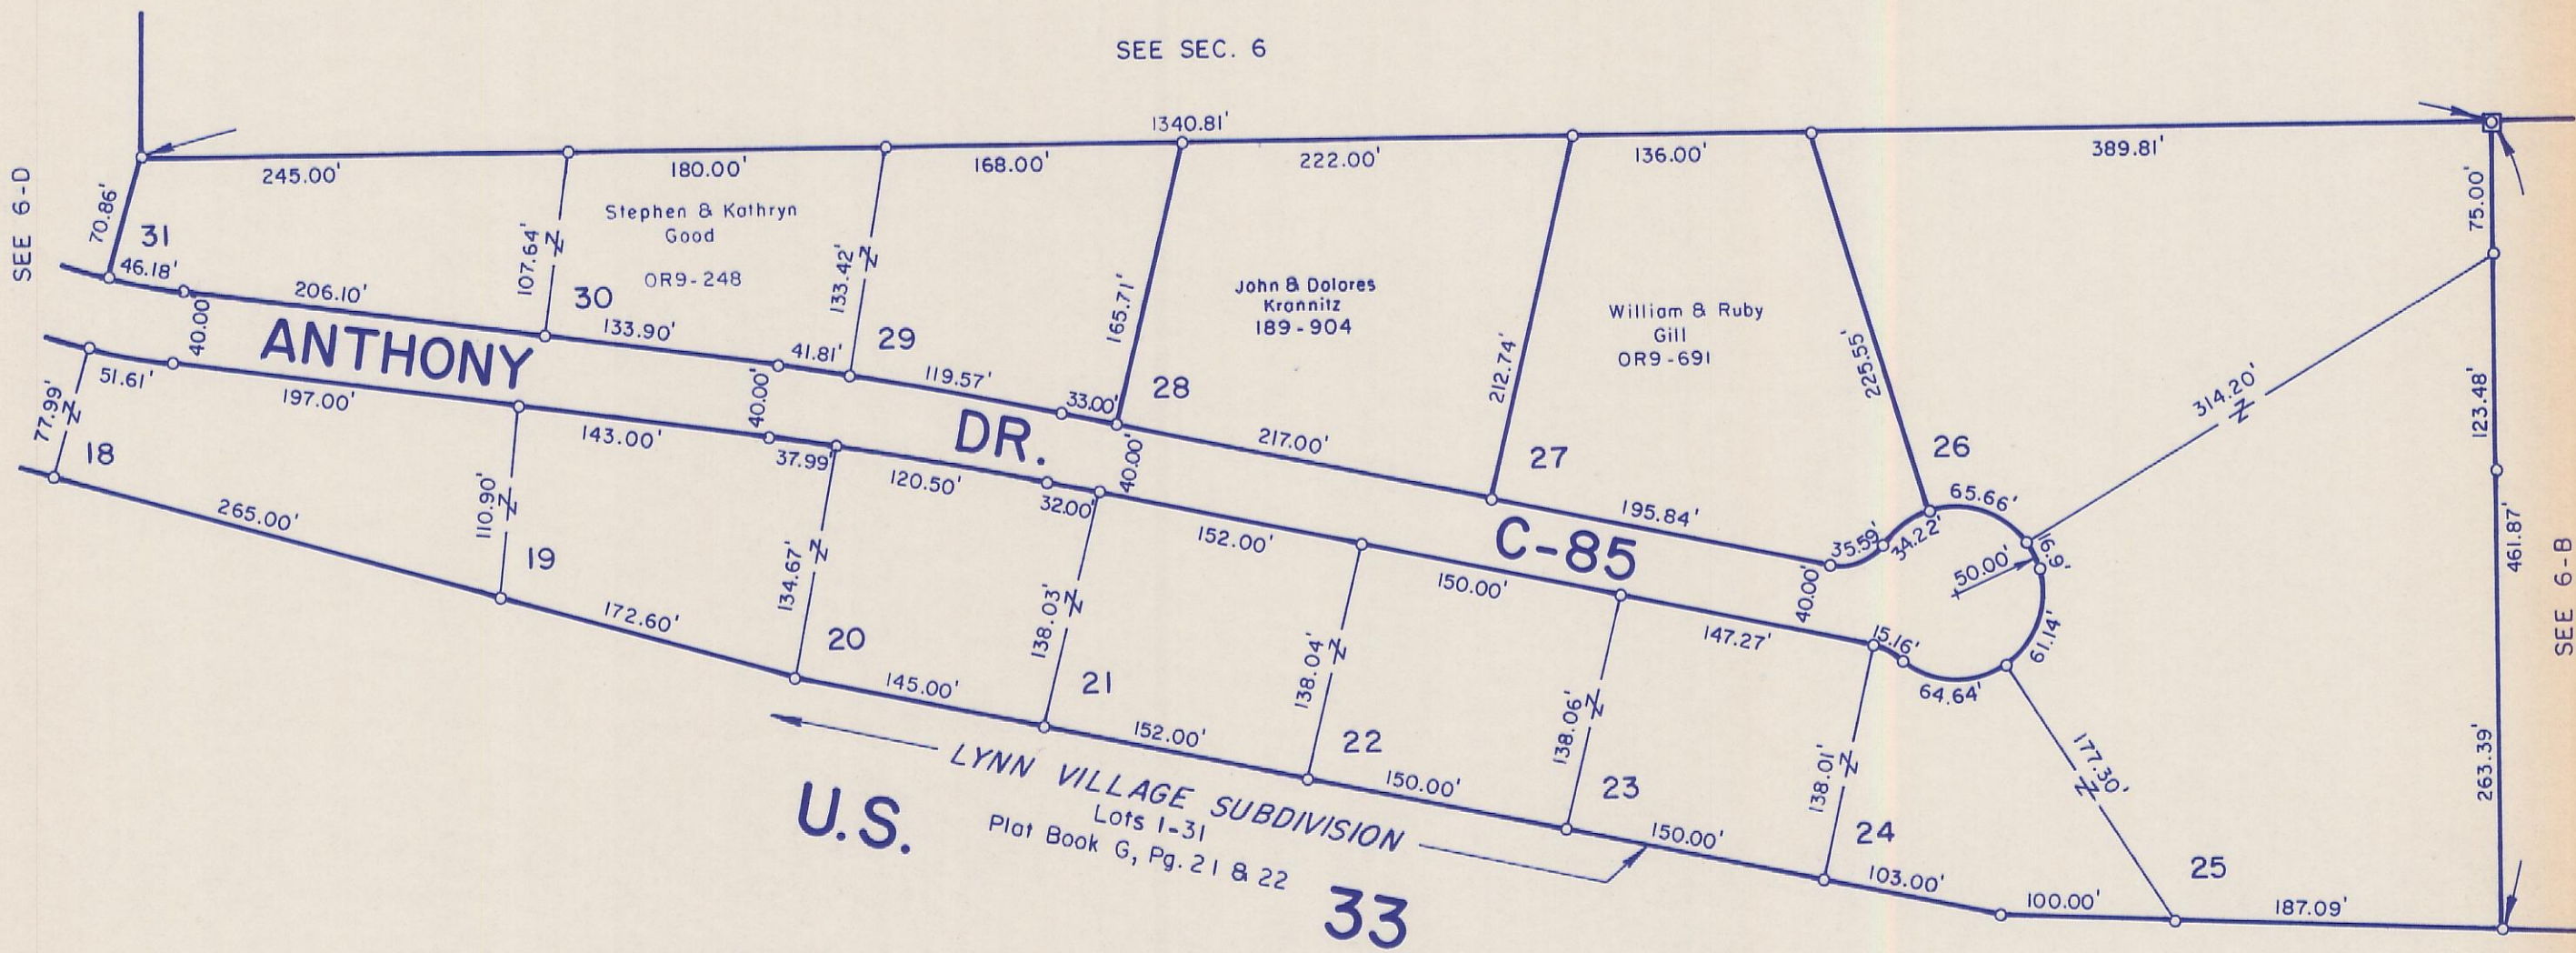 SEE SEC. 6
1340.81'
245.00'
180.00'
168.00'
222.00'
136.00'
389.81'
SEE 6-D
70.86'
31
46.18'
206.10'
40.00'
107.64'
Z
Stephen & Kathryn
Good
OR9-248
30
133.90'
133.42'
Z
41.81'
29
119.57'
33.00'
165.71'
28
John & Dolores
Krannitz
189-904
217.00'
212.74'
27
William & Ruby
Gill
OR9-691
195.84'
225.55'
26
65.66'
35.59'
34.22'
16.9'
50.00'
61.14'
64.64'
15.16'
40.00'
314.20'
Z
75.00'
123.48'
461.87'
263.39'
SEE 6-B
ANTHONY
DR.
C-85
40.00'
40.00'
77.99'
Z
51.61'
197.00'
18
265.00'
143.00'
37.99'
110.90'
Z
19
172.60'
134.67'
Z
120.50'
32.00'
20
145.00'
138.03'
Z
152.00'
21
152.00'
138.04'
Z
150.00'
22
150.00'
138.06'
Z
147.27'
23
150.00'
138.01'
Z
24
103.00'
100.00'
177.30'
Z
25
187.09'
LYNN VILLAGE SUBDIVISION
Lots 1-31
Plat Book G, Pg. 21 & 22
U.S.
33